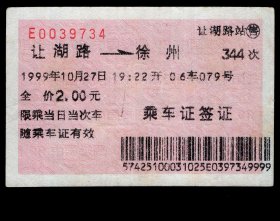 E0039734 让湖路站售
让湖路 徐州 344次
1999年10月27日 19:22开 06车079号
全价2.00元
限乘当日当次车 乘车证签证
随乘车证有效
57425100031025E0397349999